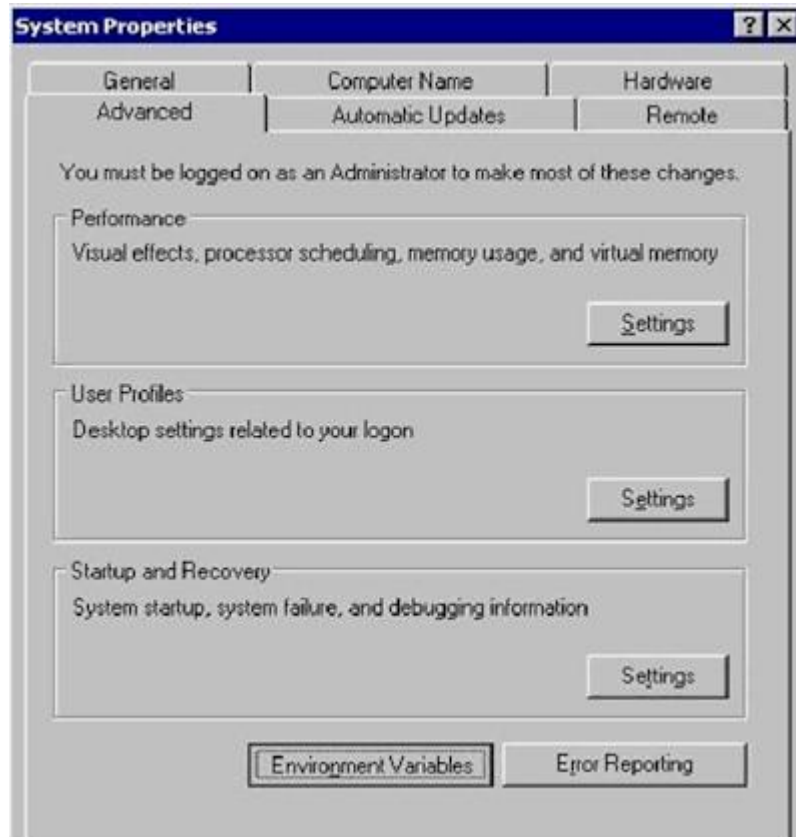 System Properties
General
Computer Name
Hardware
Advanced
Automatic Updates
Remote
You must be logged on as an Administrator to make most of these changes.
Performance
Visual effects, processor scheduling, memory usage, and virtual memory
Settings
User Profiles
Desktop settings related to your logon
Settings
Startup and Recovery
System startup, system failure, and debugging information
Settings
Environment Variables
Error Reporting